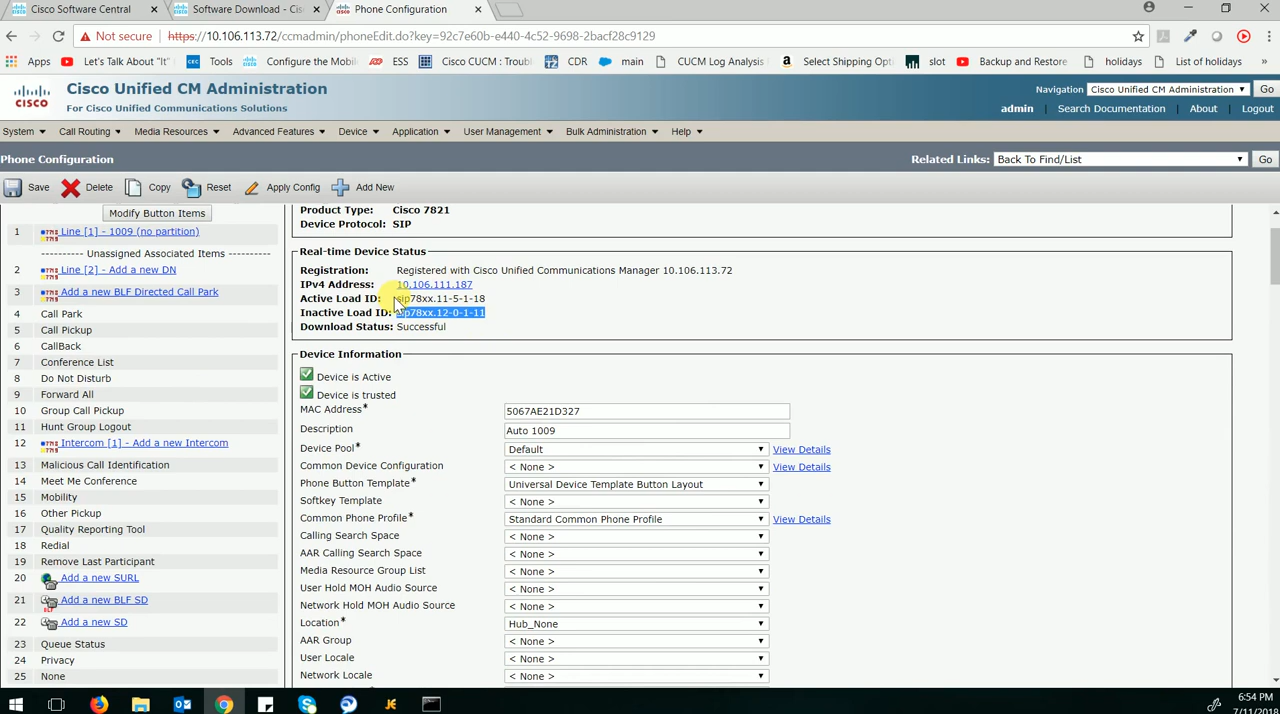 Cisco Software Central
Software Download - Cis
Phone Configuration
Not secure https://10.106.113.72/ccmadmin/phoneEdit.do?key=92c7e60b-e440-4c52-9698-2bacf28c9129
Apps Let's Talk About "It" Tools Configure the Mobil ESS Cisco CUCM : Troubl CDR main CUCM Log Analysis Select Shipping Opti slot Backup and Restore holidays List of holidays
Cisco Unified CM Administration
For Cisco Unified Communications Solutions
Navigation Cisco Unified CM Administration Go
admin Search Documentation About Logout
System Call Routing Media Resources Advanced Features Device Application User Management Bulk Administration Help
Phone Configuration
Related Links: Back To Find/List Go
Save Delete Copy Reset Apply Config Add New
Modify Button Items
1 Line [1] - 1009 (no partition)
---------- Unassigned Associated Items ----------
2 Line [2] - Add a new DN
3 Add a new BLF Directed Call Park
4 Call Park
5 Call Pickup
6 CallBack
7 Conference List
8 Do Not Disturb
9 Forward All
10 Group Call Pickup
11 Hunt Group Logout
12 Intercom [1] - Add a new Intercom
13 Malicious Call Identification
14 Meet Me Conference
15 Mobility
16 Other Pickup
17 Quality Reporting Tool
18 Redial
19 Remove Last Participant
20 Add a new SURL
21 Add a new BLF SD
22 Add a new SD
23 Queue Status
24 Privacy
25 None
Product Type: Cisco 7821
Device Protocol: SIP
Real-time Device Status
Registration: Registered with Cisco Unified Communications Manager 10.106.113.72
IPv4 Address: 10.106.111.187
Active Load ID: sip78xx.11-5-1-18
Inactive Load ID: sip78xx.12-0-1-11
Download Status: Successful
Device Information
Device is Active
Device is trusted
MAC Address* 5067AE21D327
Description Auto 1009
Device Pool* Default View Details
Common Device Configuration < None > View Details
Phone Button Template* Universal Device Template Button Layout
Softkey Template < None >
Common Phone Profile* Standard Common Phone Profile View Details
Calling Search Space < None >
AAR Calling Search Space < None >
Media Resource Group List < None >
User Hold MOH Audio Source < None >
Network Hold MOH Audio Source < None >
Location* Hub_None
AAR Group < None >
User Locale < None >
Network Locale < None >
6:54 PM
7/11/2018